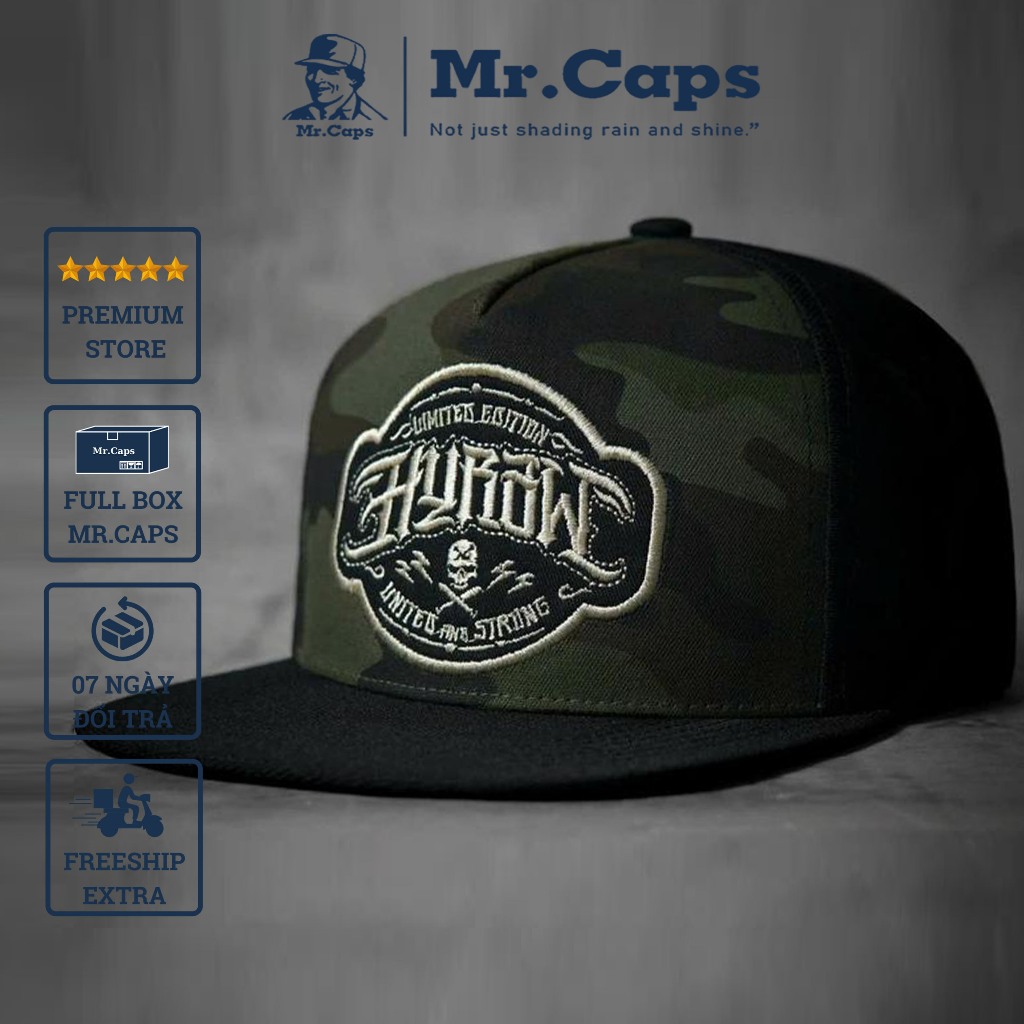 Mr.Caps
Mr.Caps
Not just shading rain and shine.”
PREMIUM
STORE
Mr.Caps
FULL BOX
MR.CAPS
07 NGÀY
ĐỔI TRẢ
FREESHIP
EXTRA
LIMITED EDITION
HYRAW
UNITED AND STRONG